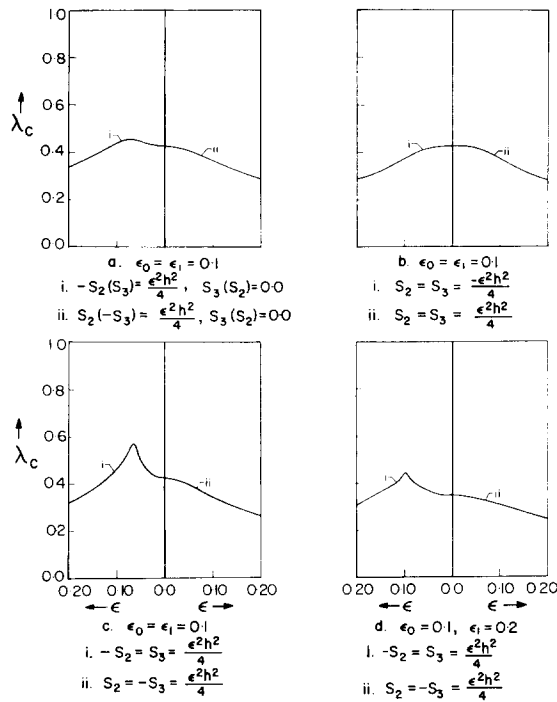 1·0
0·8
λc
0·6
0·4
0·2
0·0
i
ii
i
ii
a. ε₀ = ε₁ = 0·1
i. -S₂(S₃) = ε²h²/4 , S₃(S₂) = 0·0
ii. S₂(-S₃) = ε²h²/4 , S₃(S₂) = 0·0
b. ε₀ = ε₁ = 0·1
i. S₂ = S₃ = -ε²h²/4
ii. S₂ = S₃ = ε²h²/4
1·0
0·8
λc
0·6
0·4
0·2
0·0
i
ii
i
ii
0·20 0·10 0·0 0·10 0·20
← ε ε →
0·20 0·10 0·0 0·10 0·20
← ε ε →
c. ε₀ = ε₁ = 0·1
i. -S₂ = S₃ = ε²h²/4
ii. S₂ = -S₃ = ε²h²/4
d. ε₀ = 0·1, ε₁ = 0·2
i. -S₂ = S₃ = ε²h²/4
ii. S₂ = -S₃ = ε²h²/4